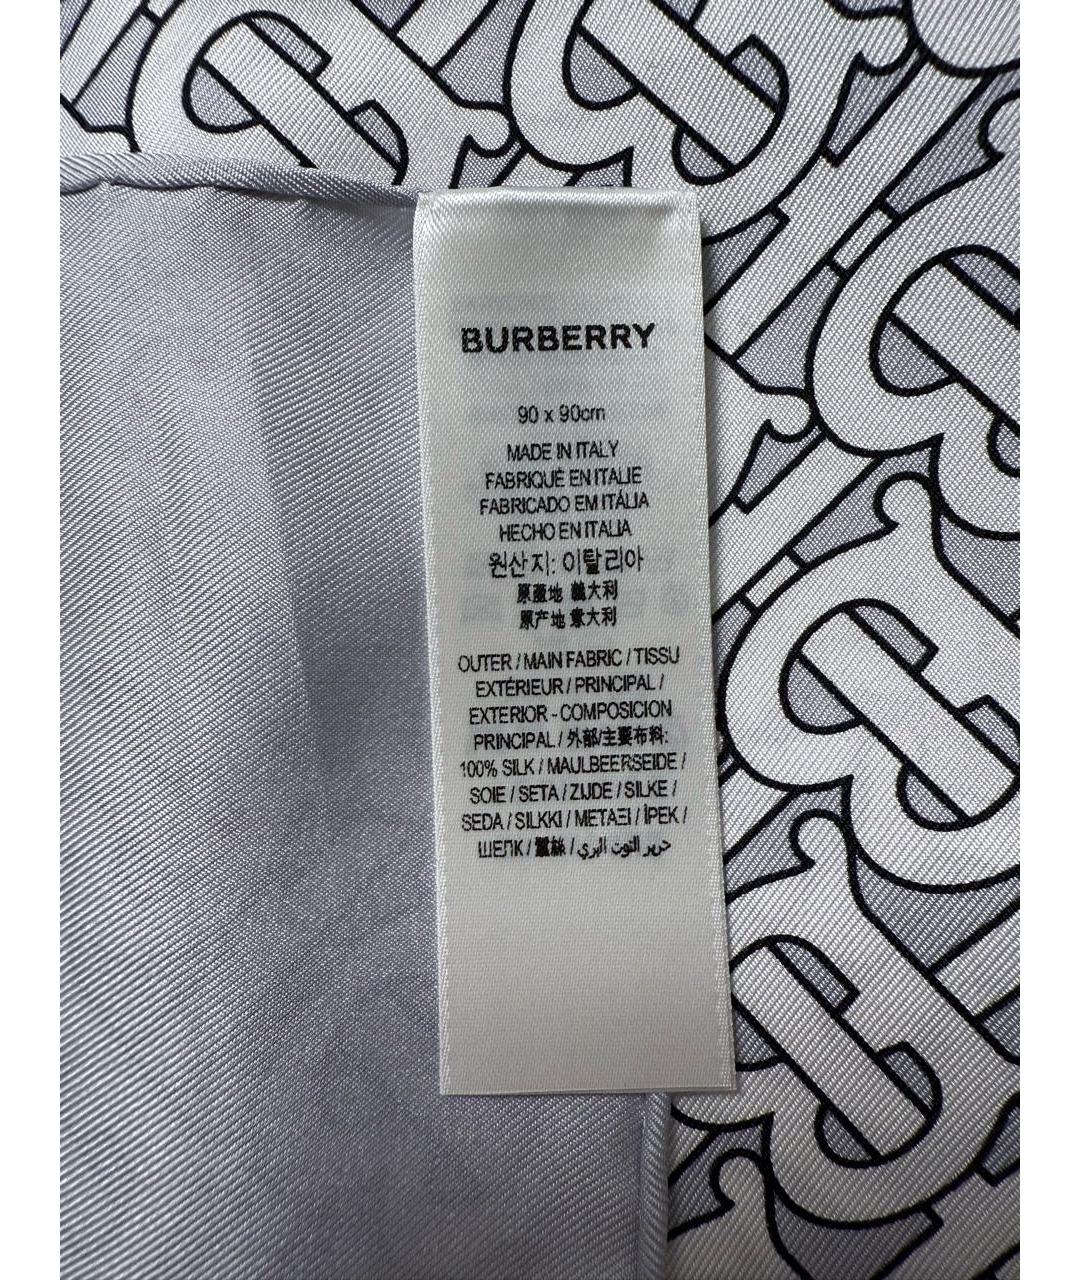 BURBERRY
90 x 90cm
MADE IN ITALY
FABRIQUÉ EN ITALIE
FABRICADO EM ITÁLIA
HECHO EN ITALIA
원산지: 이탈리아
原產地 義大利
原产地 意大利
OUTER / MAIN FABRIC / TISSU
EXTÉRIEUR / PRINCIPAL /
EXTERIOR - COMPOSICION
PRINCIPAL / 外部/主要布料:
100% SILK / MAULBEERSEIDE /
SOIE / SETA / ZIJDE / SILKE /
SEDA / SILKKI / ΜΕΤΑΞΙ / İPEK /
ШЕЛК / 蠶絲 / حرير التوت البري